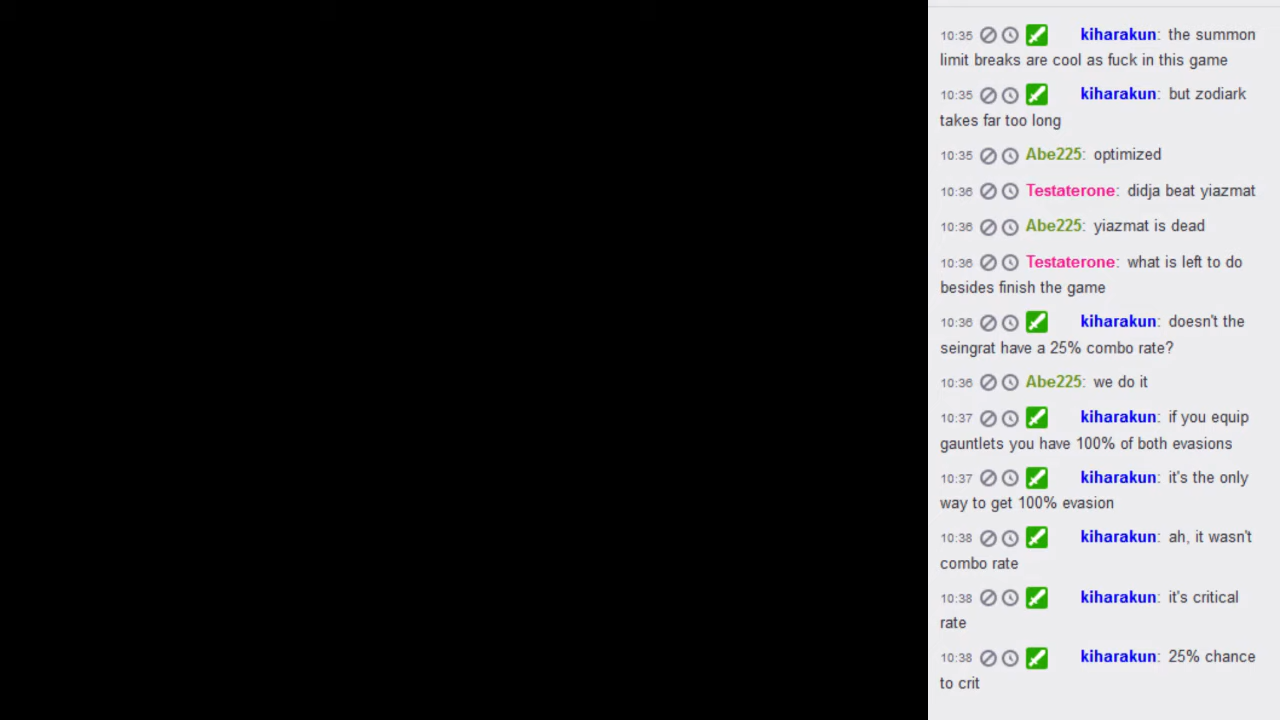 10:35 kiharakun: the summon
limit breaks are cool as fuck in this game
10:35 kiharakun: but zodiark
takes far too long
10:35 Abe225: optimized
10:36 Testaterone: didja beat yiazmat
10:36 Abe225: yiazmat is dead
10:36 Testaterone: what is left to do
besides finish the game
10:36 kiharakun: doesn't the
seingrat have a 25% combo rate?
10:36 Abe225: we do it
10:37 kiharakun: if you equip
gauntlets you have 100% of both evasions
10:37 kiharakun: it's the only
way to get 100% evasion
10:38 kiharakun: ah, it wasn't
combo rate
10:38 kiharakun: it's critical
rate
10:38 kiharakun: 25% chance
to crit